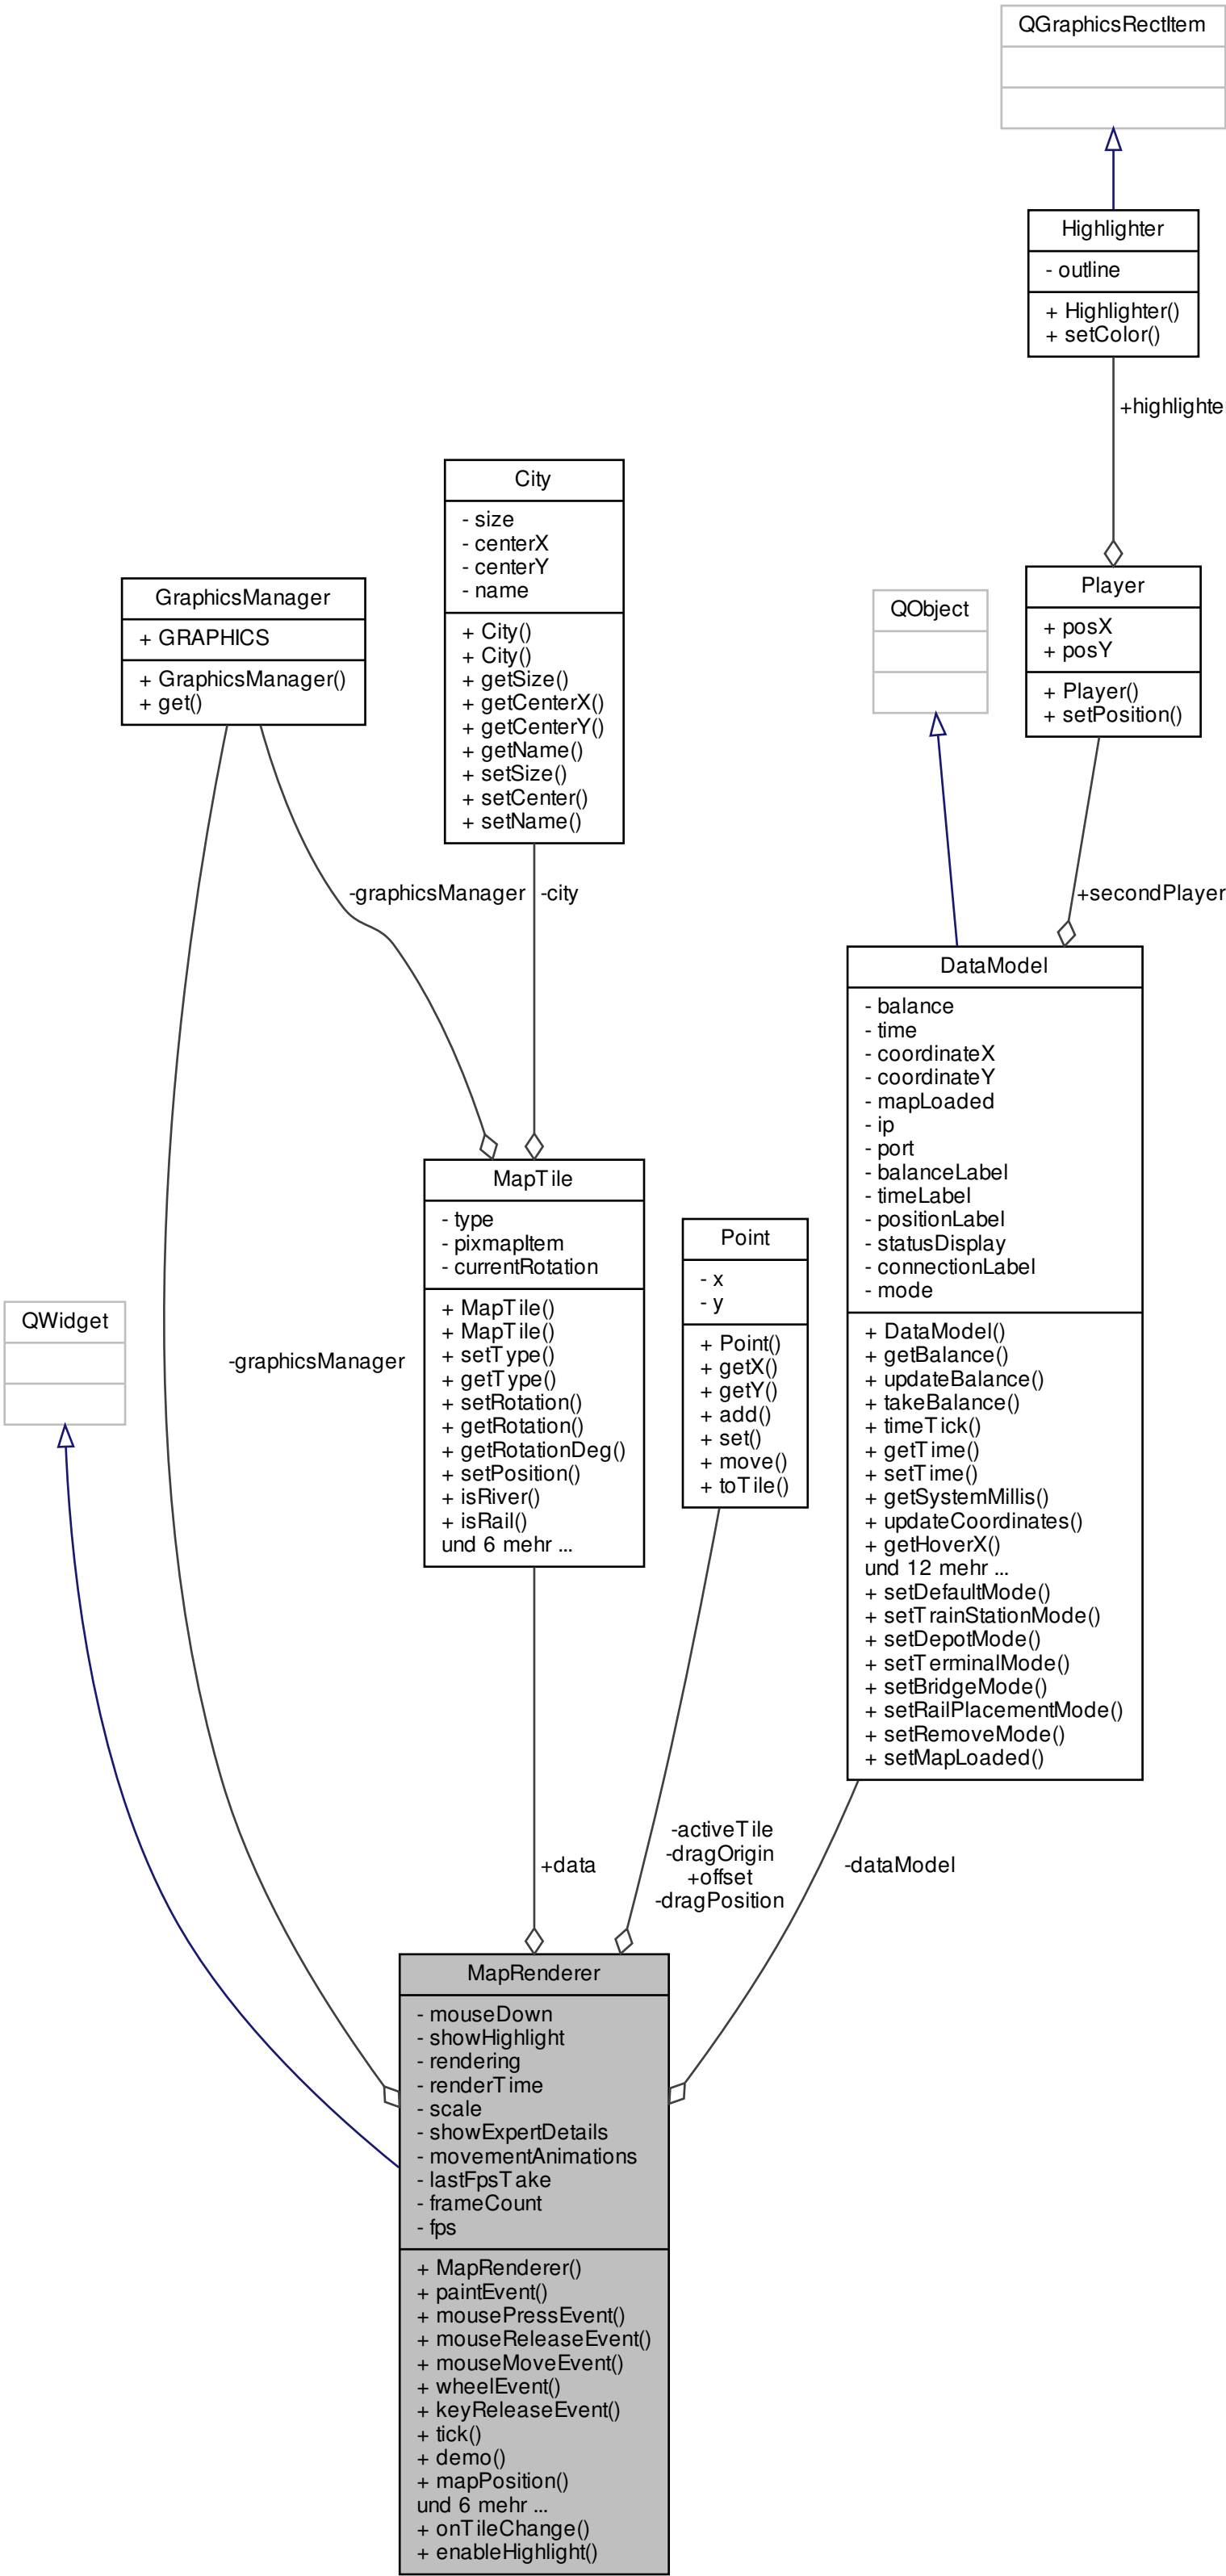 QGraphicsRectItem
Highlighter
- outline
+ Highlighter()
+ setColor()
+highlighte
City
- size
- centerX
- centerY
- name
+ City()
+ City()
+ getSize()
+ getCenterX()
+ getCenterY()
+ getName()
+ setSize()
+ setCenter()
+ setName()
GraphicsManager
+ GRAPHICS
+ GraphicsManager()
+ get()
QObject
Player
+ posX
+ posY
+ Player()
+ setPosition()
-graphicsManager
-city
+secondPlayer
DataModel
- balance
- time
- coordinateX
- coordinateY
- mapLoaded
- ip
- port
- balanceLabel
- timeLabel
- positionLabel
- statusDisplay
- connectionLabel
- mode
+ DataModel()
+ getBalance()
+ updateBalance()
+ takeBalance()
+ timeTick()
+ getTime()
+ setTime()
+ getSystemMillis()
+ updateCoordinates()
+ getHoverX()
und 12 mehr ...
+ setDefaultMode()
+ setTrainStationMode()
+ setDepotMode()
+ setTerminalMode()
+ setBridgeMode()
+ setRailPlacementMode()
+ setRemoveMode()
+ setMapLoaded()
MapTile
- type
- pixmapItem
- currentRotation
+ MapTile()
+ MapTile()
+ setType()
+ getType()
+ setRotation()
+ getRotation()
+ getRotationDeg()
+ setPosition()
+ isRiver()
+ isRail()
und 6 mehr ...
Point
- x
- y
+ Point()
+ getX()
+ getY()
+ add()
+ set()
+ move()
+ toTile()
QWidget
-graphicsManager
+data
-activeTile
-dragOrigin
+offset
-dragPosition
-dataModel
MapRenderer
- mouseDown
- showHighlight
- rendering
- renderTime
- scale
- showExpertDetails
- movementAnimations
- lastFpsTake
- frameCount
- fps
+ MapRenderer()
+ paintEvent()
+ mousePressEvent()
+ mouseReleaseEvent()
+ mouseMoveEvent()
+ wheelEvent()
+ keyReleaseEvent()
+ tick()
+ demo()
+ mapPosition()
und 6 mehr ...
+ onTileChange()
+ enableHighlight()